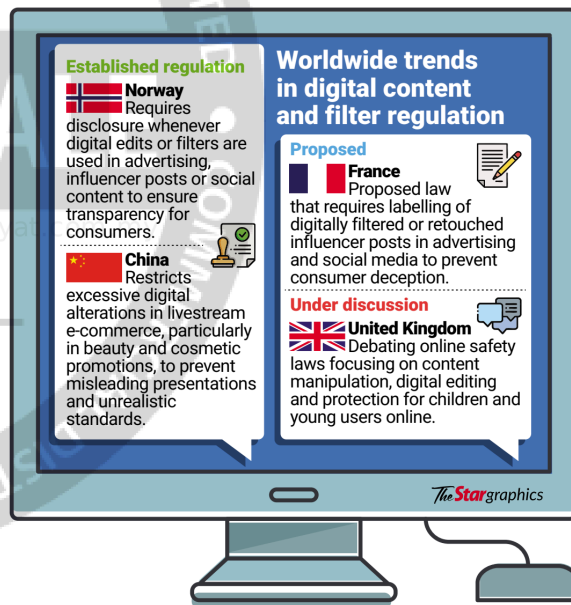 Worldwide trends
in digital content
and filter regulation
Established regulation
Norway
Requires
disclosure whenever
digital edits or filters are
used in advertising,
influencer posts or social
content to ensure
transparency for
consumers.
China
Restricts
excessive digital
alterations in livestream
e-commerce, particularly
in beauty and cosmetic
promotions, to prevent
misleading presentations
and unrealistic
standards.
Proposed
France
Proposed law
that requires labelling of
digitally filtered or retouched
influencer posts in advertising
and social media to prevent
consumer deception.
Under discussion
United Kingdom
Debating online safety
laws focusing on content
manipulation, digital editing
and protection for children and
young users online.
TheStargraphics